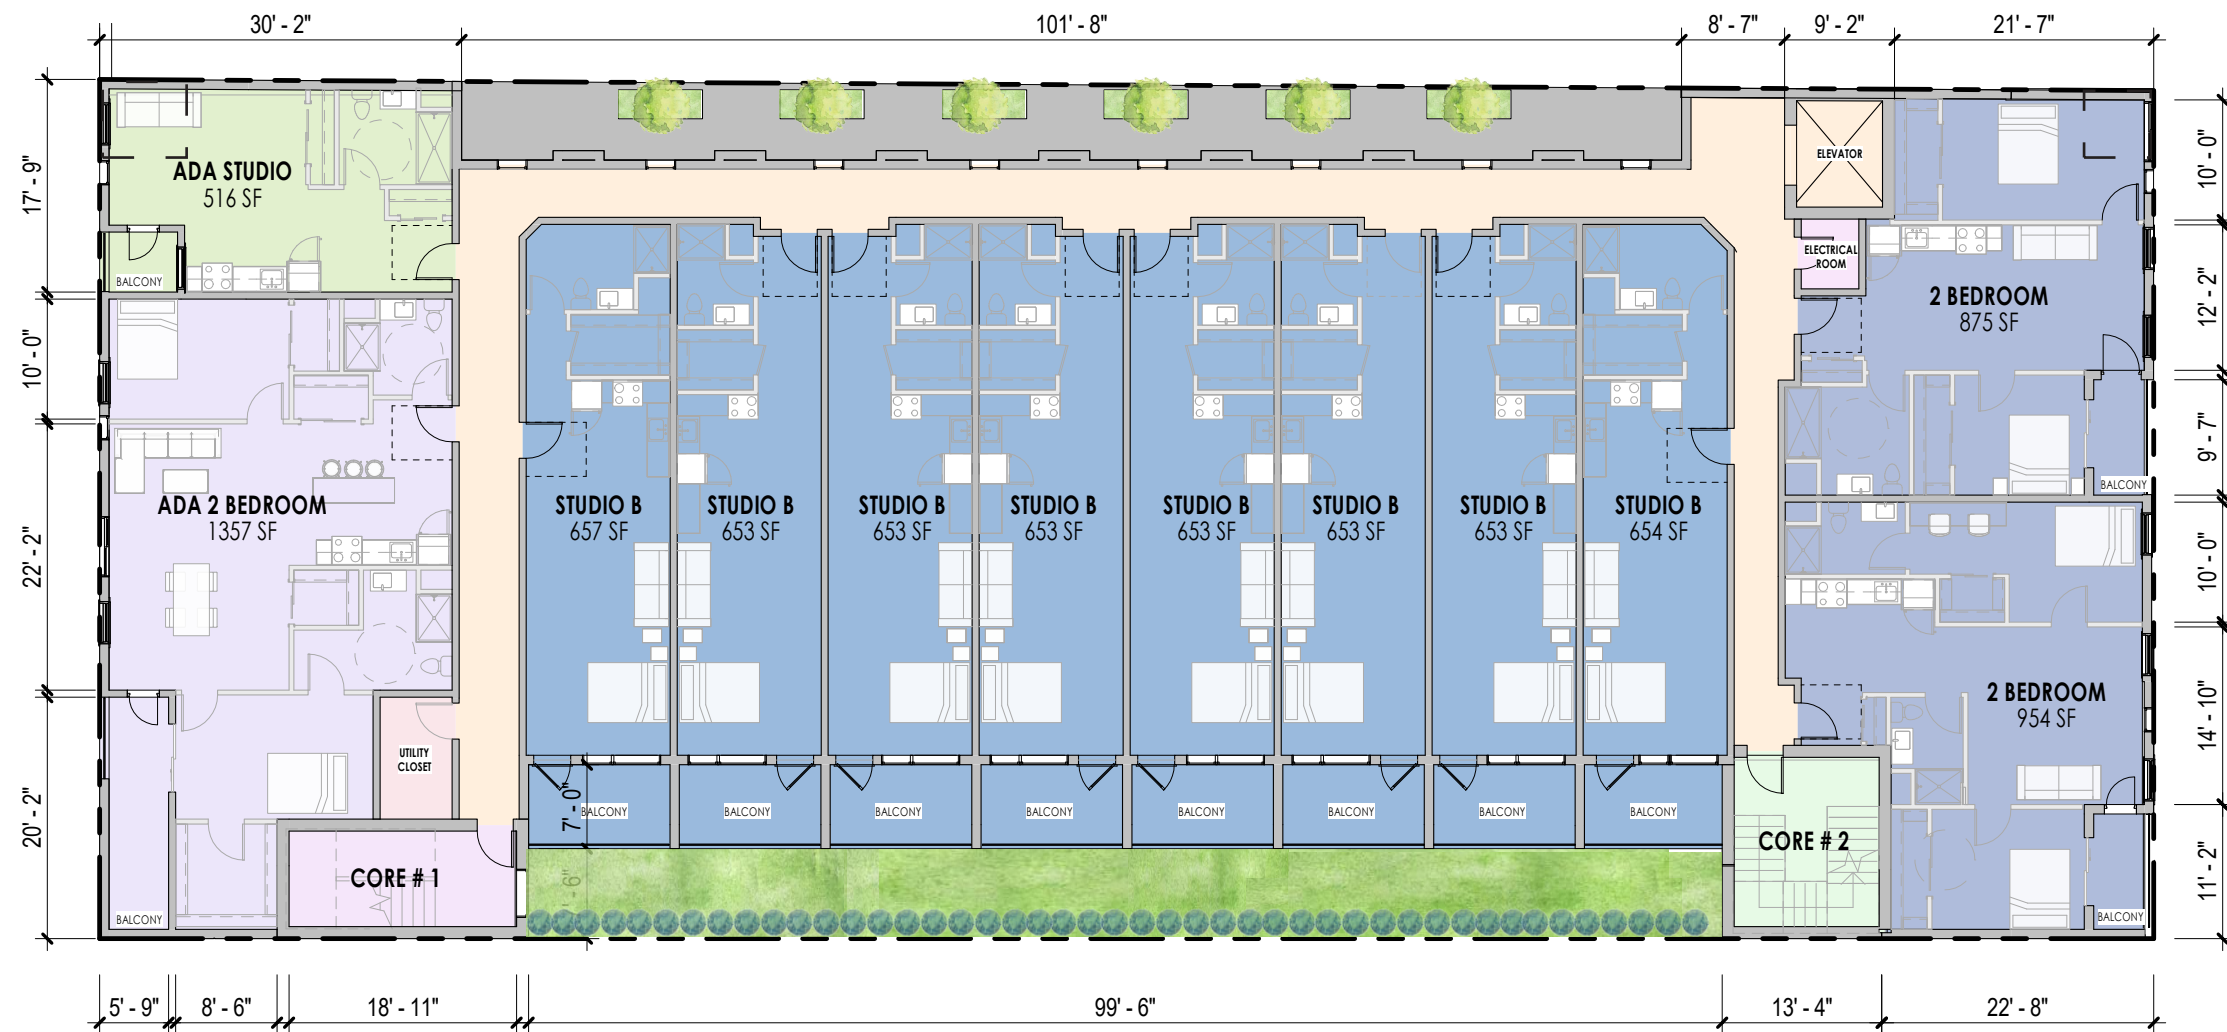 30' - 2"
101' - 8"
8' - 7"
9' - 2"
21' - 7"
17' - 9"
10' - 0"
22' - 2"
20' - 2"
ADA STUDIO
516 SF
BALCONY
ELEVATOR
ELECTRICAL
ROOM
2 BEDROOM
875 SF
BALCONY
10' - 0"
12' - 2"
9' - 7"
10' - 0"
14' - 10"
11' - 2"
ADA 2 BEDROOM
1357 SF
STUDIO B
657 SF
STUDIO B
653 SF
STUDIO B
653 SF
STUDIO B
653 SF
STUDIO B
653 SF
STUDIO B
653 SF
STUDIO B
653 SF
STUDIO B
654 SF
2 BEDROOM
954 SF
UTILITY
CLOSET
7' - 0"
BALCONY
BALCONY
BALCONY
BALCONY
BALCONY
BALCONY
BALCONY
BALCONY
CORE # 1
CORE # 2
BALCONY
BALCONY
5' - 9"
8' - 6"
18' - 11"
99' - 6"
13' - 4"
22' - 8"